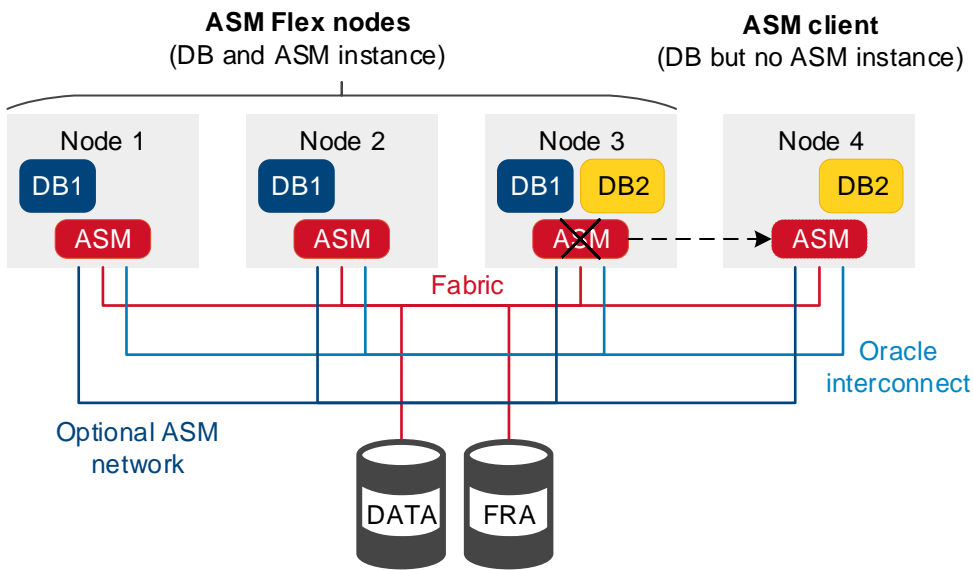 ASM Flex nodes
(DB and ASM instance)
ASM client
(DB but no ASM instance)
Node 1
Node 2
Node 3
Node 4
DB1
DB1
DB1
DB2
DB2
ASM
ASM
ASM
ASM
Fabric
Oracle
interconnect
Optional ASM
network
DATA
FRA